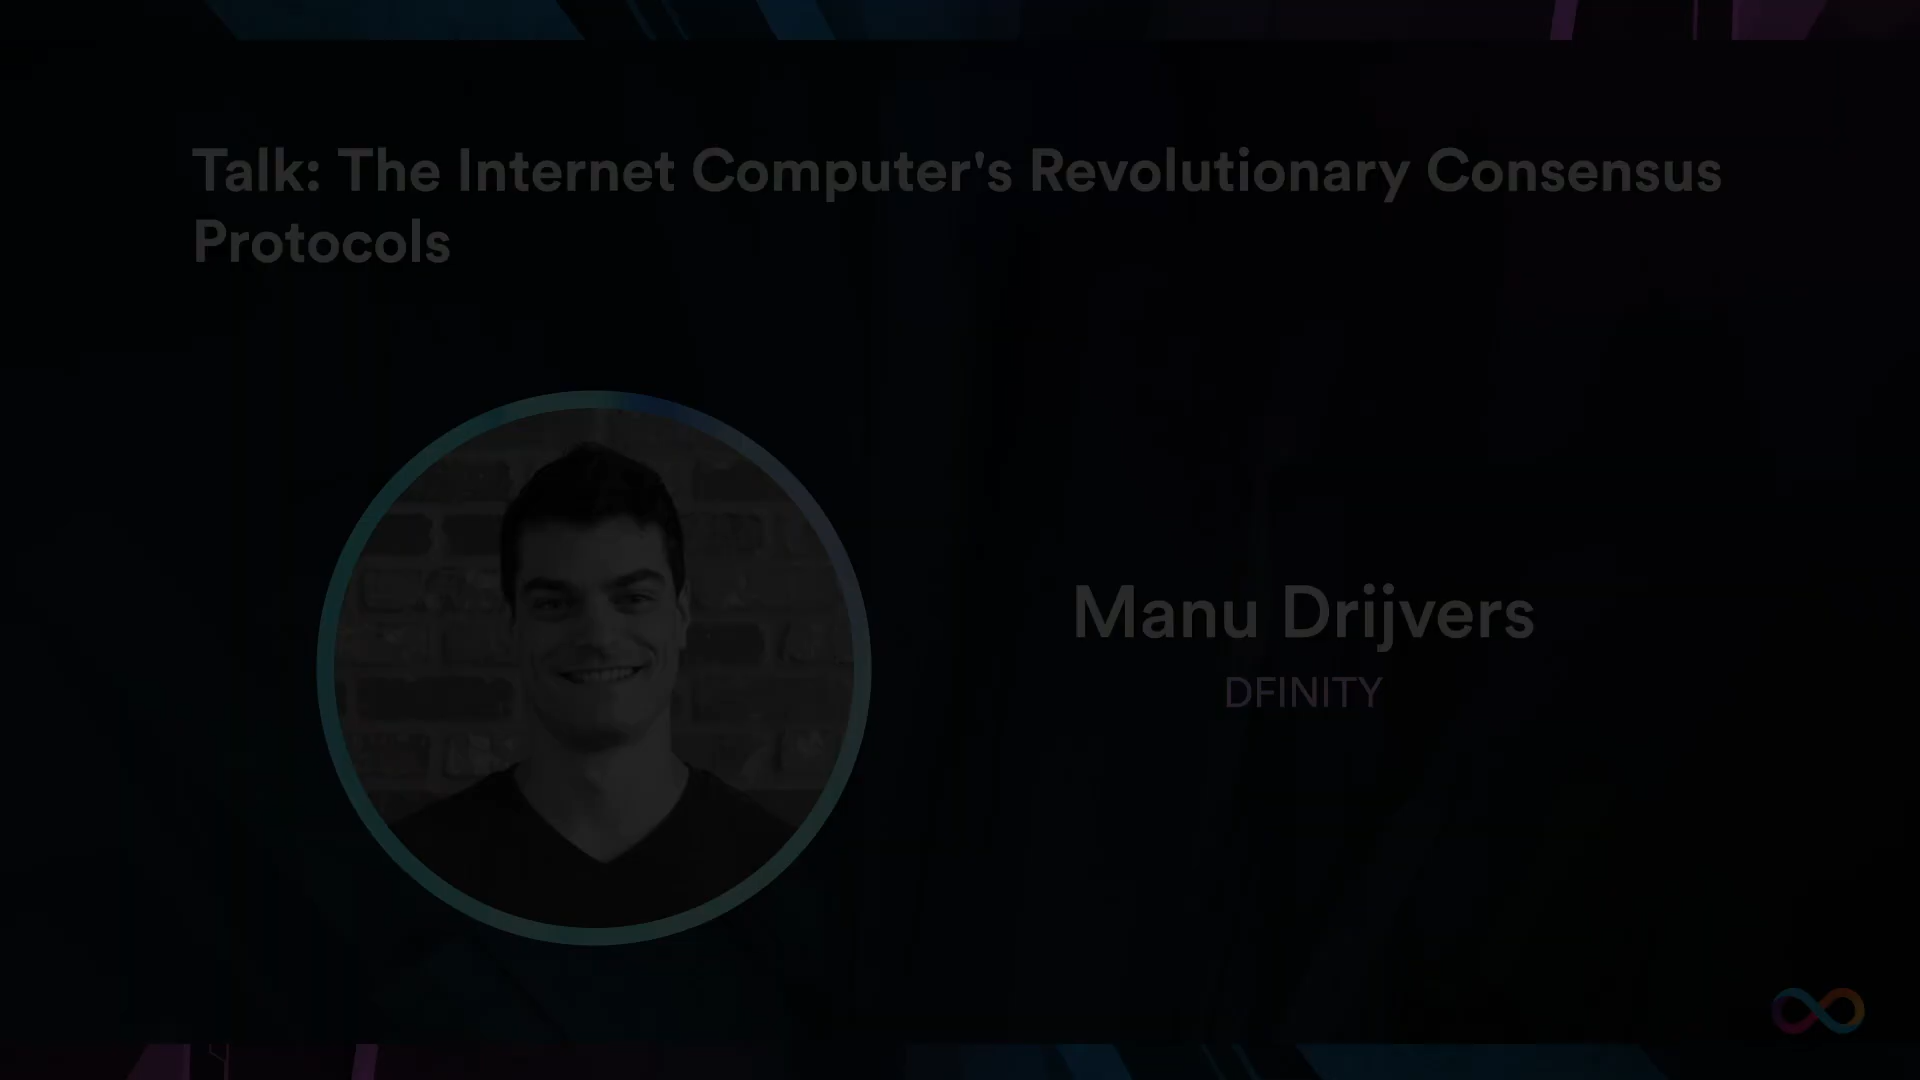 Talk: The Internet Computer's Revolutionary Consensus
Protocols
Manu Drijvers
DFINITY